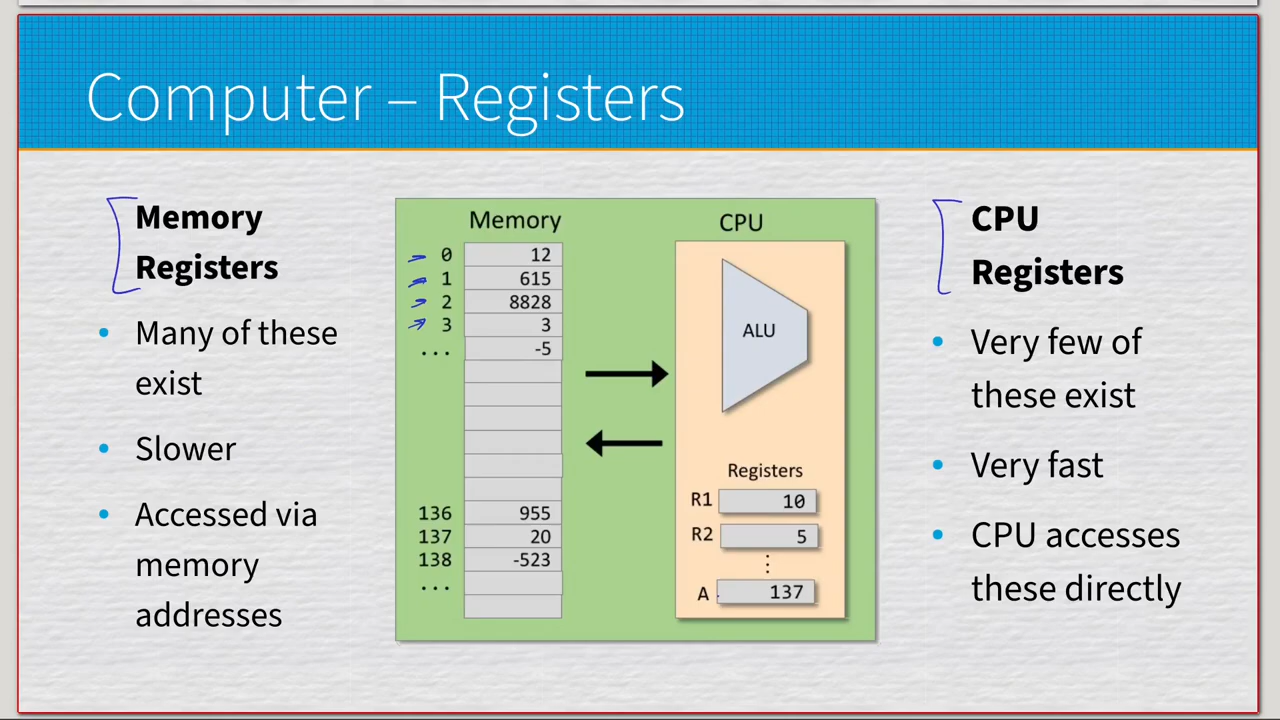 Computer – Registers
Memory
Registers
• Many of these
exist
• Slower
• Accessed via
memory
addresses
Memory
0 12
1 615
2 8828
3 3
... -5
136 955
137 20
138 -523
...
CPU
ALU
Registers
R1 10
R2 5
⋮
A 137
CPU
Registers
• Very few of
these exist
• Very fast
• CPU accesses
these directly